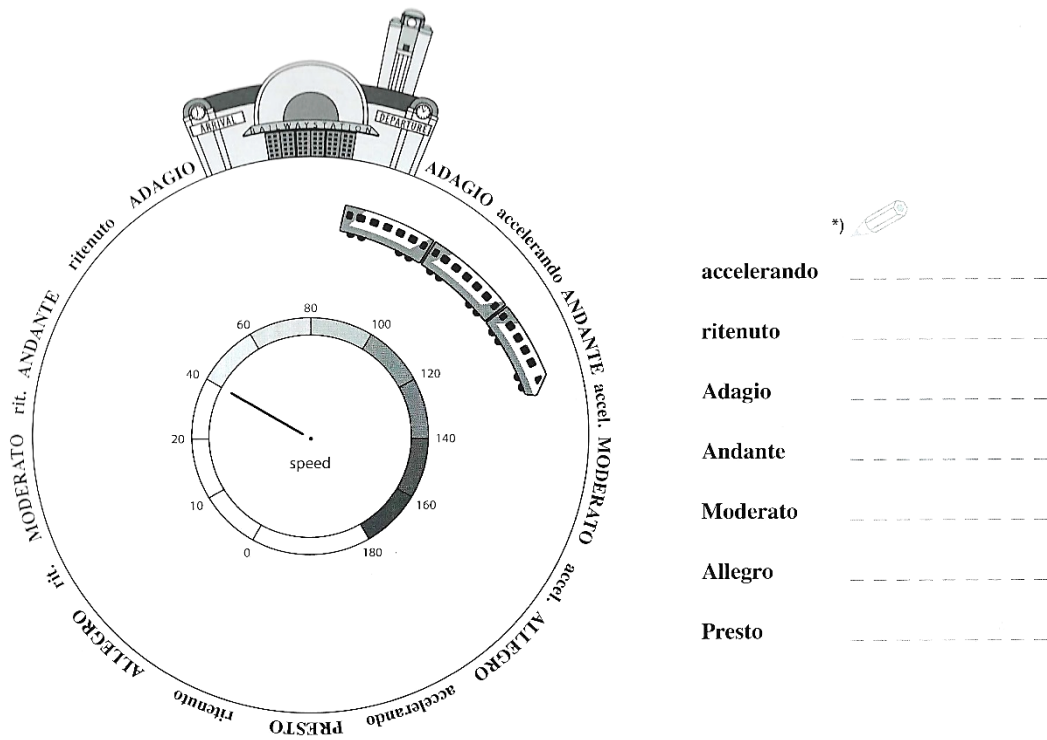 ARRIVAL
RAILWAYSTATION
DEPARTURE
ADAGIO accelerando ANDANTE accel. MODERATO accel. ALLEGRO accelerando PRESTO ritenuto ALLEGRO rit. MODERATO rit. ANDANTE ritenuto ADAGIO
0
10
20
40
60
80
100
120
140
160
180
speed
*)
accelerando
ritenuto
Adagio
Andante
Moderato
Allegro
Presto